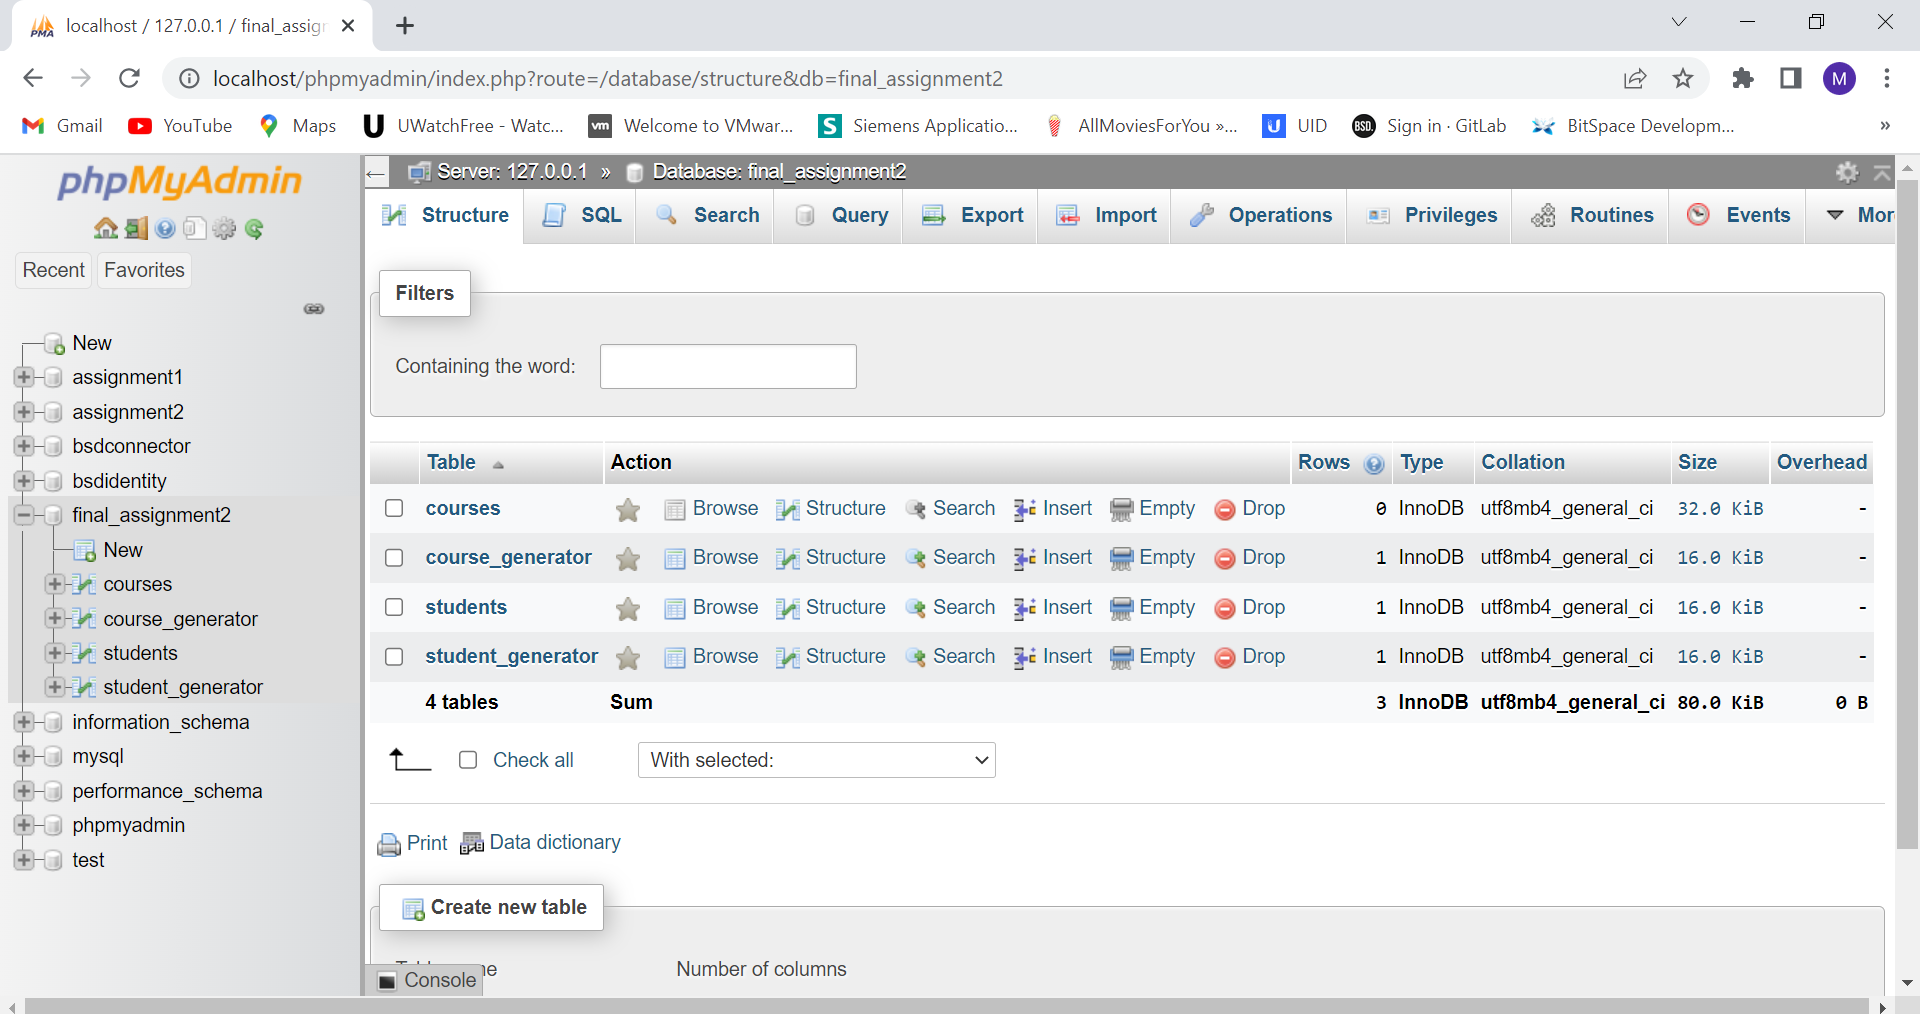 localhost / 127.0.0.1 / final_assign
localhost/phpmyadmin/index.php?route=/database/structure&db=final_assignment2
M
Gmail YouTube Maps UWatchFree - Watc... vm Welcome to VMwar... S Siemens Applicatio... AllMoviesForYou »... U UID BSD. Sign in · GitLab BitSpace Developm... »
phpMyAdmin
Recent Favorites
New
assignment1
assignment2
bsdconnector
bsdidentity
final_assignment2
New
courses
course_generator
students
student_generator
information_schema
mysql
performance_schema
phpmyadmin
test
Server: 127.0.0.1 » Database: final_assignment2
Structure SQL Search Query Export Import Operations Privileges Routines Events Mor
Filters
Containing the word:
Table Action Rows Type Collation Size Overhead
courses Browse Structure Search Insert Empty Drop 0 InnoDB utf8mb4_general_ci 32.0 KiB -
course_generator Browse Structure Search Insert Empty Drop 1 InnoDB utf8mb4_general_ci 16.0 KiB -
students Browse Structure Search Insert Empty Drop 1 InnoDB utf8mb4_general_ci 16.0 KiB -
student_generator Browse Structure Search Insert Empty Drop 1 InnoDB utf8mb4_general_ci 16.0 KiB -
4 tables Sum 3 InnoDB utf8mb4_general_ci 80.0 KiB 0 B
Check all With selected:
Print Data dictionary
Create new table
Number of columns
Console